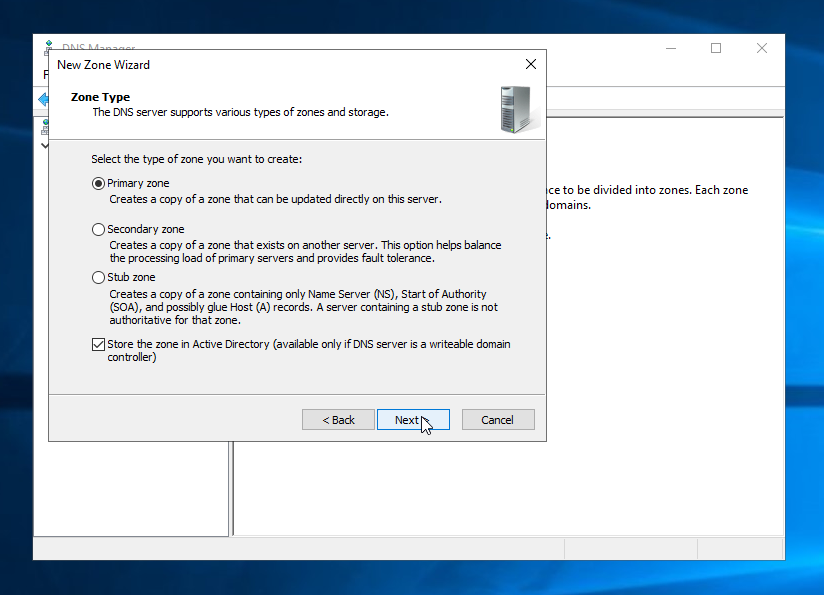 DNS Manager
New Zone Wizard
Zone Type
The DNS server supports various types of zones and storage.
Select the type of zone you want to create:
to be divided into zones. Each zone
Primary zone
Creates a copy of a zone that can be updated directly on this server.
Secondary zone
Creates a copy of a zone that exists on another server. This option helps balance
the processing load of primary servers and provides fault tolerance.
Stub zone
Creates a copy of a zone containing only Name Server (NS), Start of Authority
(SOA), and possibly glue Host (A) records. A server containing a stub zone is not
authoritative for that zone.
Store the zone in Active Directory (available only if DNS server is a writeable domain
controller)
< Back
Next
Cancel